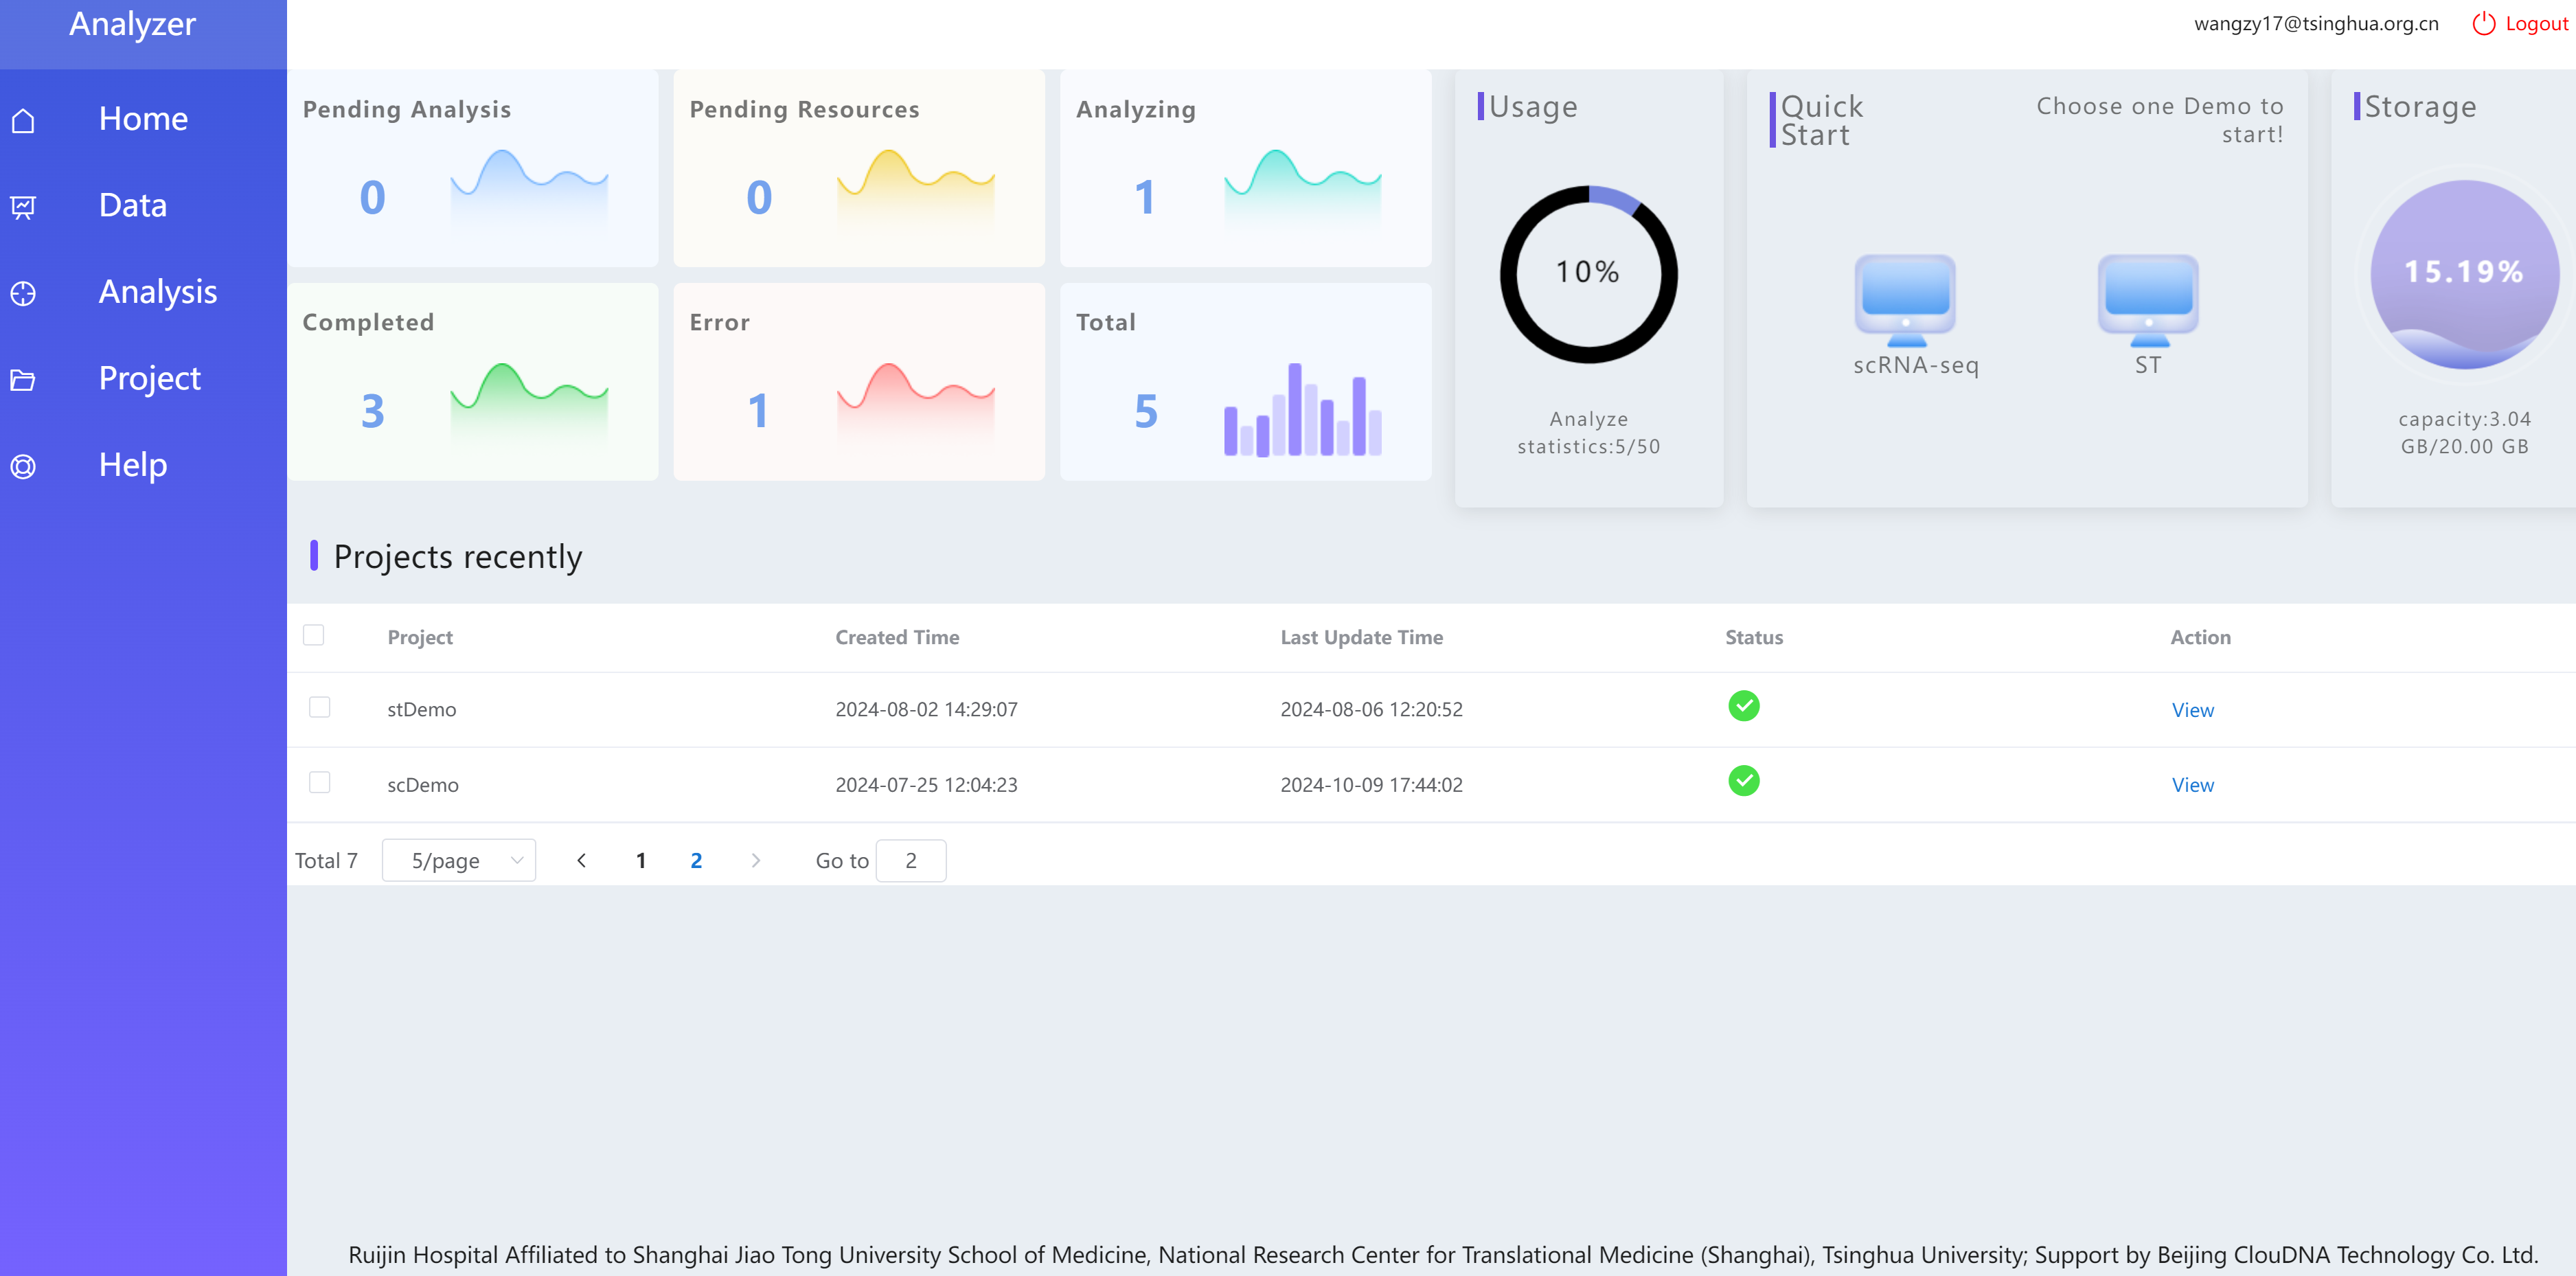 Analyzer
wangzy17@tsinghua.org.cn
Logout
Home
Data
Analysis
Project
Help
Pending Analysis
0
Pending Resources
0
Analyzing
1
Completed
3
Error
1
Total
5
Usage
10%
Analyze
statistics:5/50
Quick
Start
Choose one Demo to
start!
scRNA-seq
ST
Storage
15.19%
capacity:3.04
GB/20.00 GB
Projects recently
Project Created Time Last Update Time Status Action
stDemo 2024-08-02 14:29:07 2024-08-06 12:20:52 View
scDemo 2024-07-25 12:04:23 2024-10-09 17:44:02 View
Total 7 5/page 1 2 Go to 2
Ruijin Hospital Affiliated to Shanghai Jiao Tong University School of Medicine, National Research Center for Translational Medicine (Shanghai), Tsinghua University; Support by Beijing ClouDNA Technology Co. Ltd.